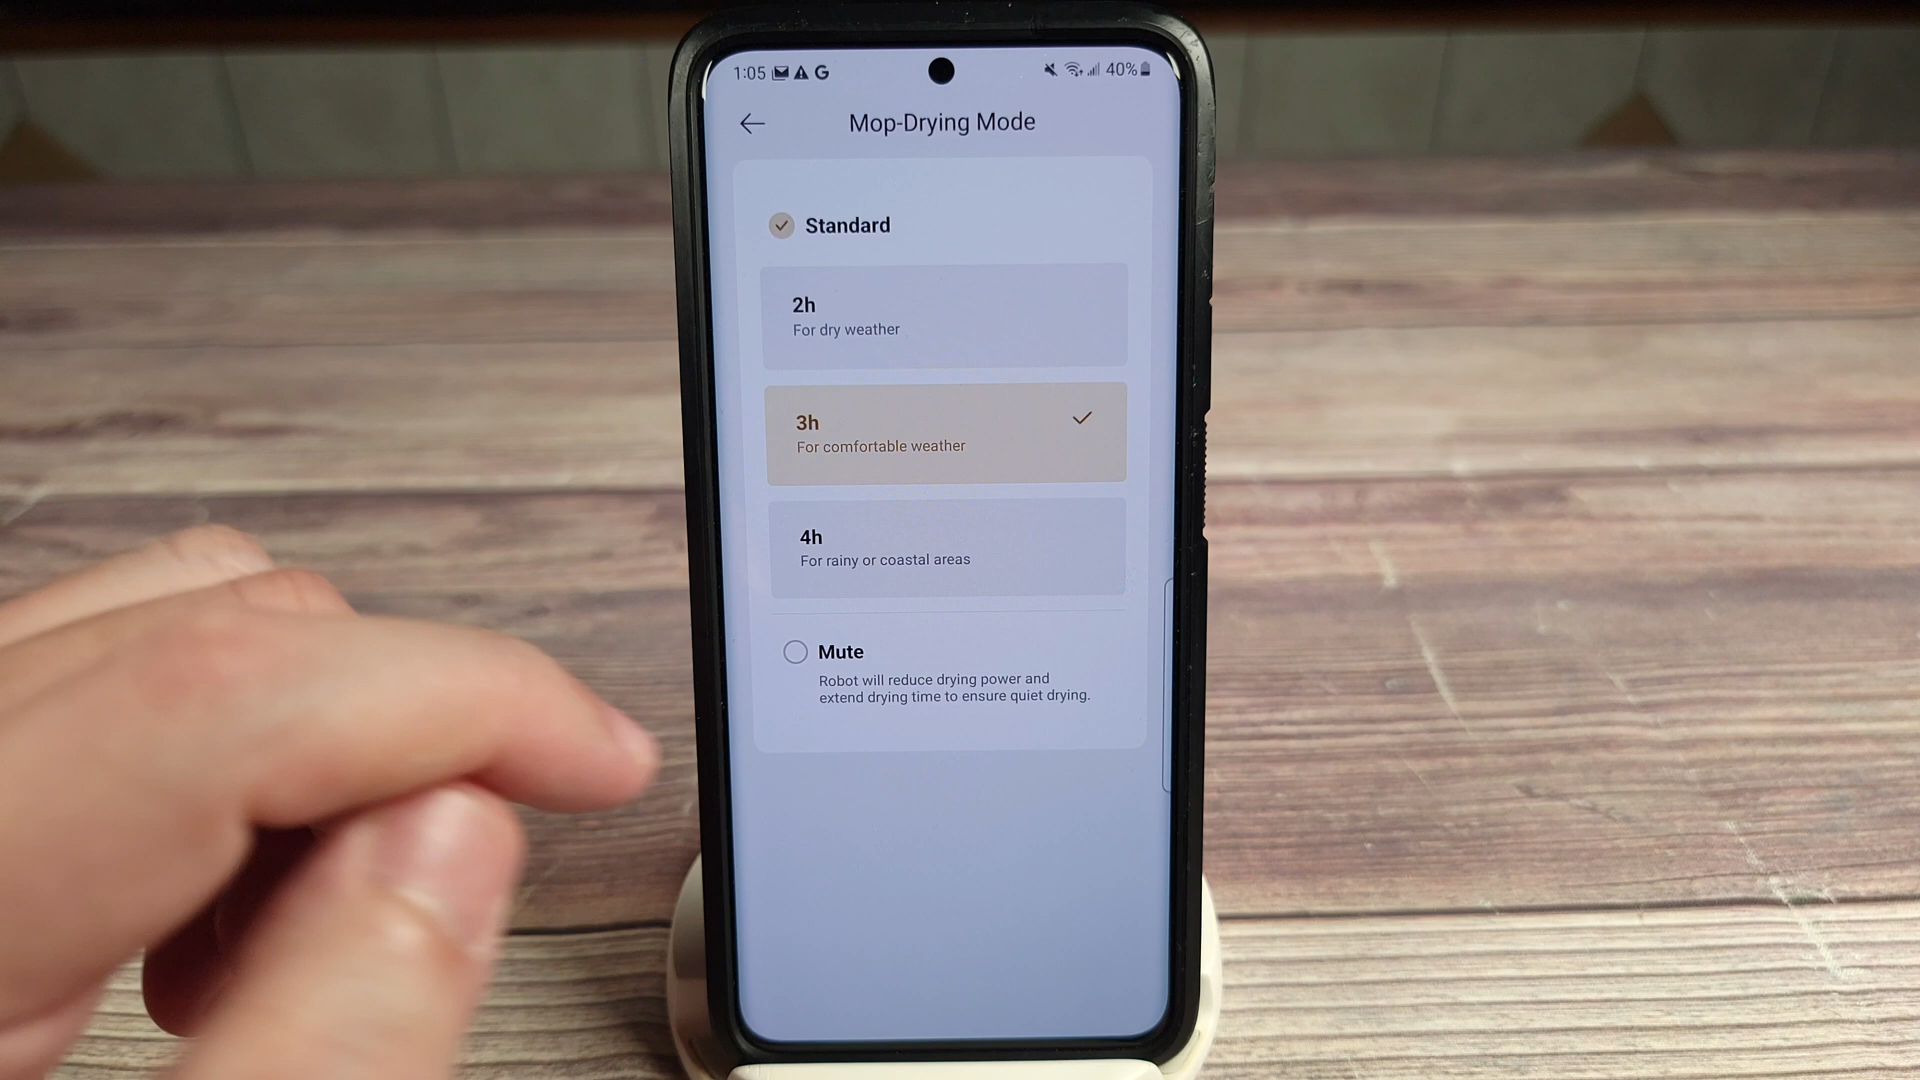 1:05 G 40%
Mop-Drying Mode
Standard
2h
For dry weather
3h
For comfortable weather
4h
For rainy or coastal areas
Mute
Robot will reduce drying power and
extend drying time to ensure quiet drying.